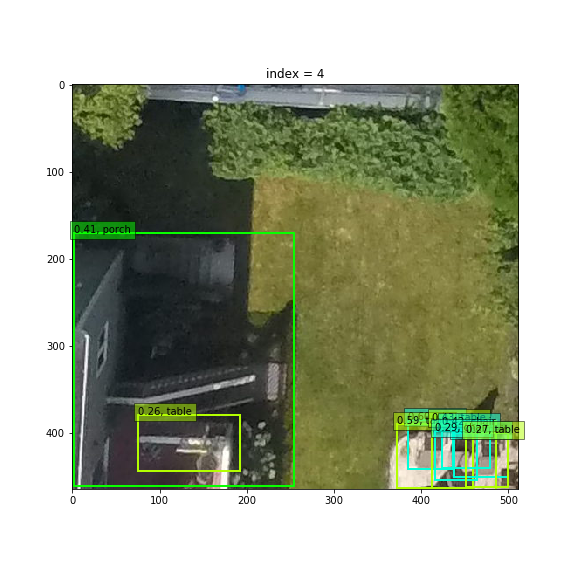 index = 4
0
100
200
300
400
0.41, porch
0.26, table
0.59, t
0.29,
0.27, table
0 100 200 300 400 500